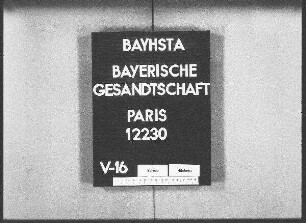 BAYHSTA
BAYERISCHE
GESANDTSCHAFT
PARIS
12230
V-16